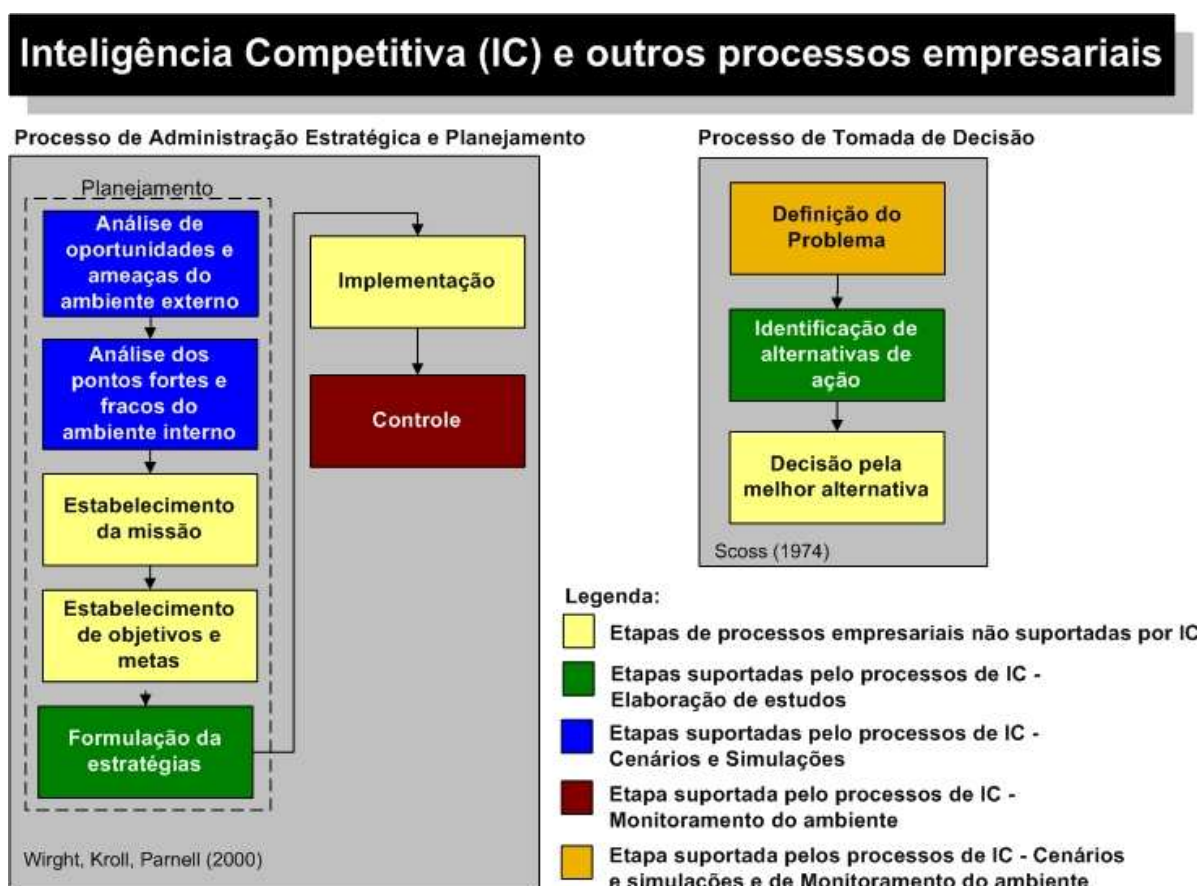 Inteligência Competitiva (IC) e outros processos empresariais
Processo de Administração Estratégica e Planejamento
Planejamento
Análise de
oportunidades e
ameaças do
ambiente externo
Análise dos
pontos fortes e
fracos do
ambiente interno
Estabelecimento
da missão
Estabelecimento
de objetivos e
metas
Formulação da
estratégias
Implementação
Controle
Wirght, Kroll, Parnell (2000)
Processo de Tomada de Decisão
Definição do
Problema
Identificação de
alternativas de
ação
Decisão pela
melhor alternativa
Scoss (1974)
Legenda:
Etapas de processos empresariais não suportadas por IC
Etapas suportadas pelo processos de IC -
Elaboração de estudos
Etapas suportadas pelo processos de IC -
Cenários e Simulações
Etapa suportada pelo processos de IC -
Monitoramento do ambiente
Etapa suportada pelos processos de IC - Cenários
e simulações e de Monitoramento do ambiente